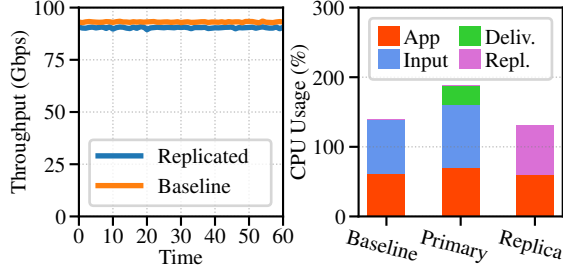 Throughput (Gbps)
100
75
50
25
0
Replicated
Baseline
0 10 20 30 40 50 60
Time
CPU Usage (%)
300
200
100
0
App
Input
Deliv.
Repl.
Baseline
Primary
Replica